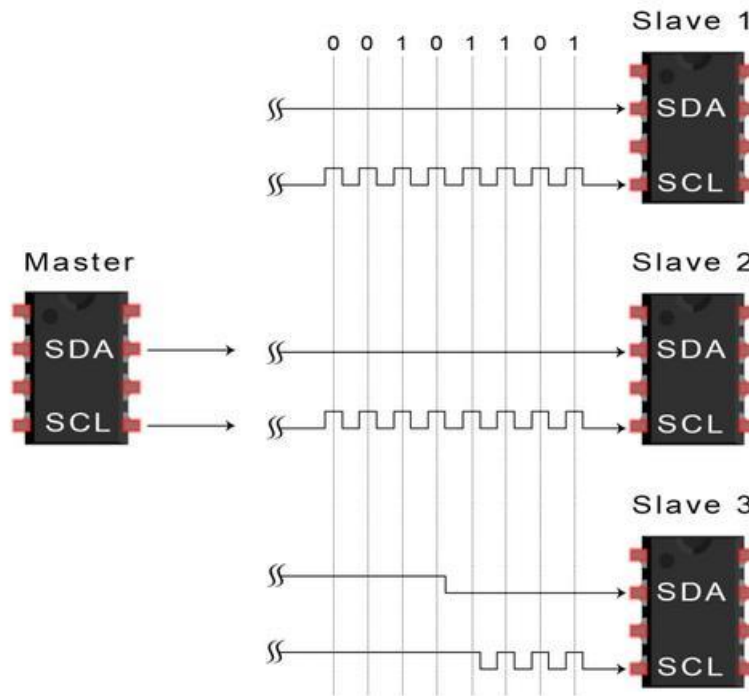 Slave 1
0 0 1 0 1 1 0 1
SDA
SCL
Master
SDA
SCL
Slave 2
SDA
SCL
Slave 3
SDA
SCL